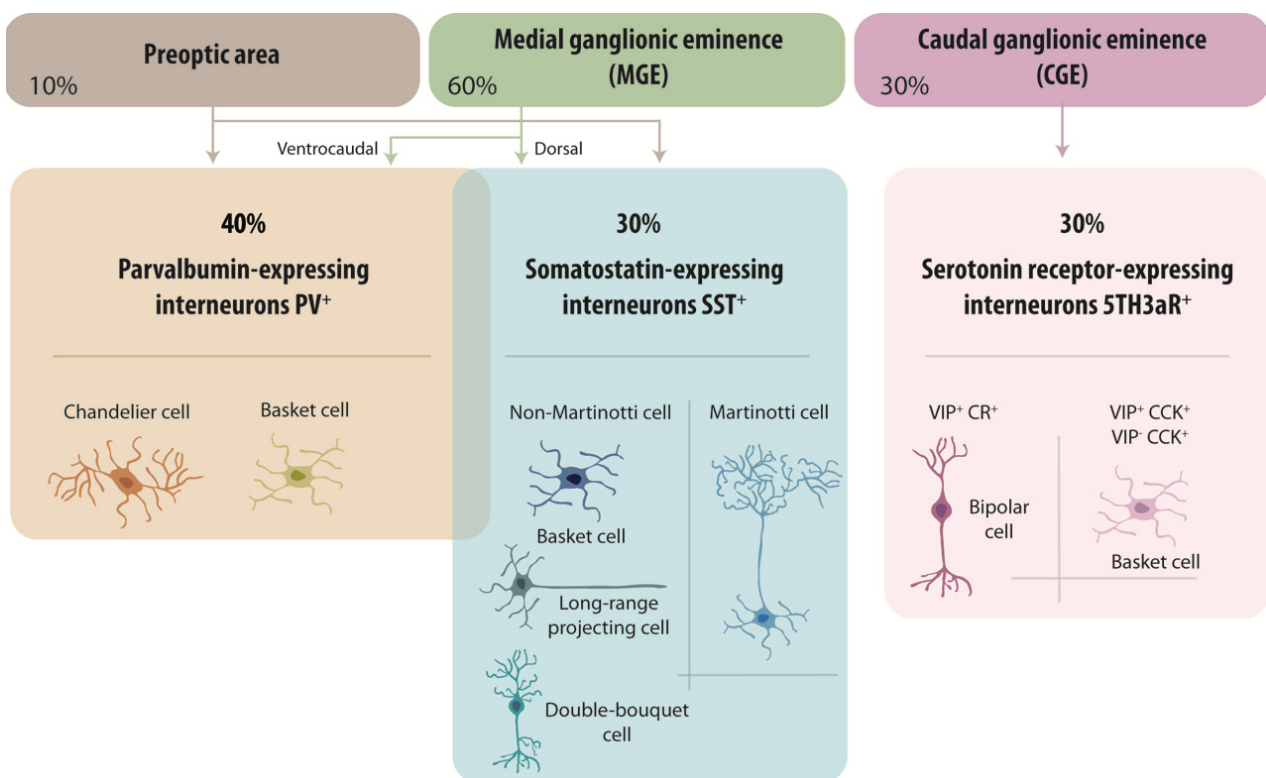 Preoptic area
10%
Medial ganglionic eminence
(MGE)
60%
Caudal ganglionic eminence
(CGE)
30%
Ventrocaudal
Dorsal
40%
Parvalbumin-expressing
interneurons PV⁺
Chandelier cell
Basket cell
30%
Somatostatin-expressing
interneurons SST⁺
Non-Martinotti cell
Basket cell
Long-range
projecting cell
Double-bouquet
cell
Martinotti cell
30%
Serotonin receptor-expressing
interneurons 5TH3aR⁺
VIP⁺ CR⁺
Bipolar
cell
VIP⁺ CCK⁺
VIP⁻ CCK⁺
Basket cell